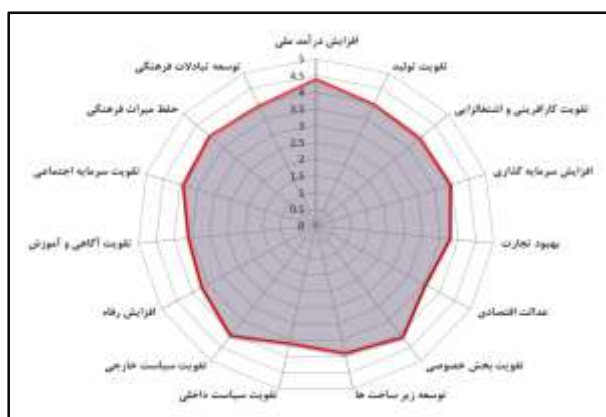 افزایش درآمد ملی
تقویت تولید
تقویت کارافرینی و اشتغالزایی
افزایش سرمایه گذاری
بهبود تجارت
عدالت اقتصادی
تقویت بخش خصوصی
توسعه زیر ساخت ها
تقویت سیاست داخلی
تقویت سیاست خارجی
افزایش رفاه
تقویت آگاهی و آموزش
تقویت سرمایه اجتماعی
حفظ میراث فرهنگی
توسعه تبادلات فرهنگی
5
4.5
4
3.5
3
2.5
2
1.5
1
0.5
0